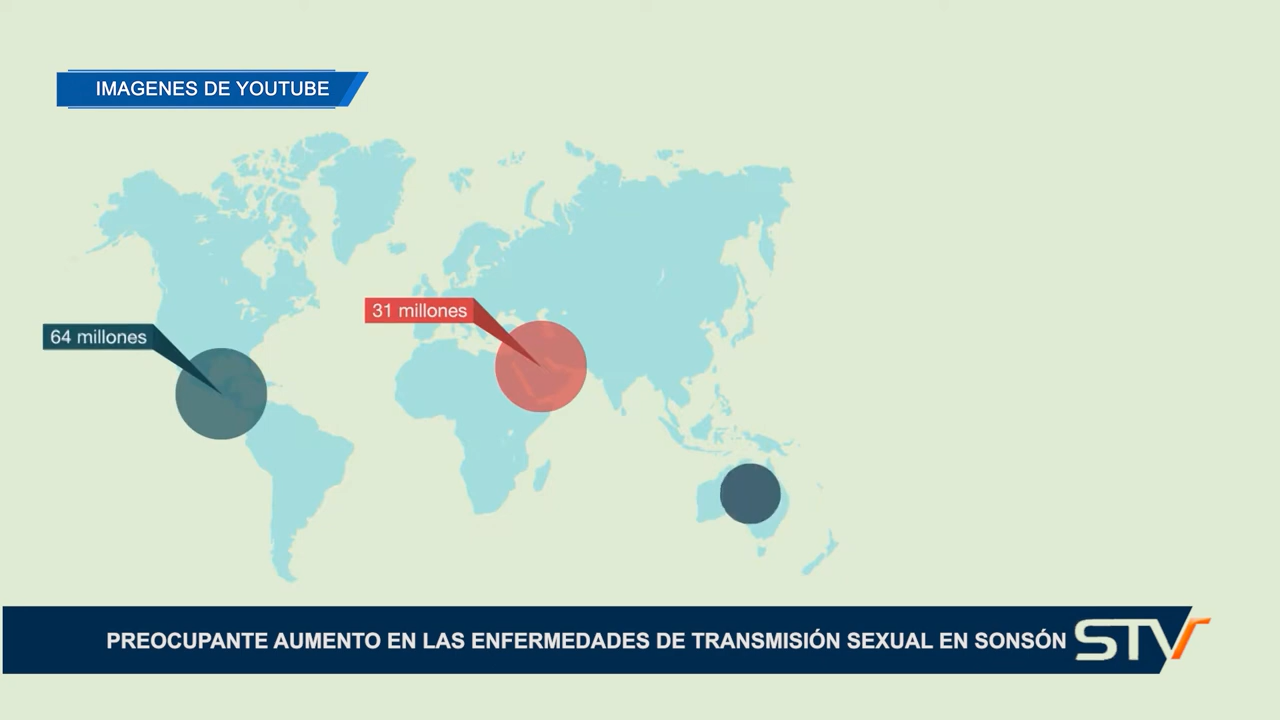 IMAGENES DE YOUTUBE
31 millones
64 millones
PREOCUPANTE AUMENTO EN LAS ENFERMEDADES DE TRANSMISIÓN SEXUAL EN SONSÓN
STV